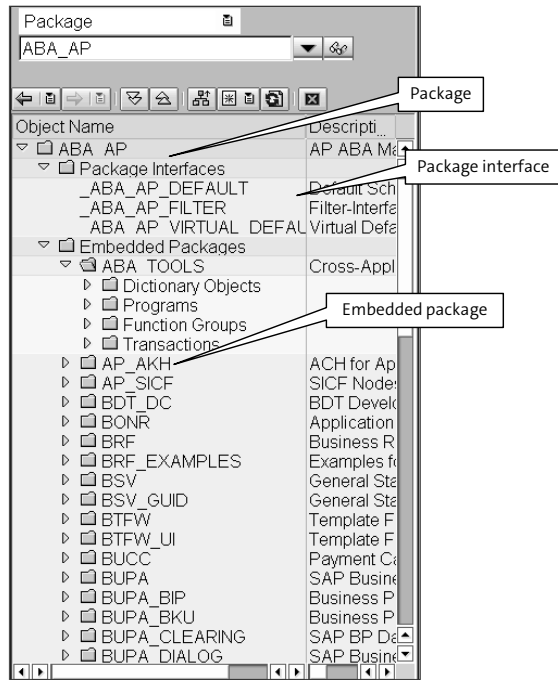 Package
ABA_AP
Package
Object Name Descripti...
ABA_AP AP ABA Ma
Package interface
Package Interfaces
_ABA_AP_DEFAULT Default Sch
_ABA_AP_FILTER Filter-Interfa
_ABA_AP_VIRTUAL_DEFAU Virtual Defa
Embedded Packages
ABA_TOOLS Cross-Appl
Dictionary Objects
Programs
Embedded package
Function Groups
Transactions
AP_AKH ACH for Ap
AP_SICF SICF Nodes
BDT_DC BDT Develo
BONR Application
BRF Business R
BRF_EXAMPLES Examples fo
BSV General Sta
BSV_GUID General Sta
BTFW Template F
BTFW_UI Template F
BUCC Payment Ca
BUPA SAP Busine
BUPA_BIP Business P
BUPA_BKU Business P
BUPA_CLEARING SAP BP Da
BUPA_DIALOG SAP Busine